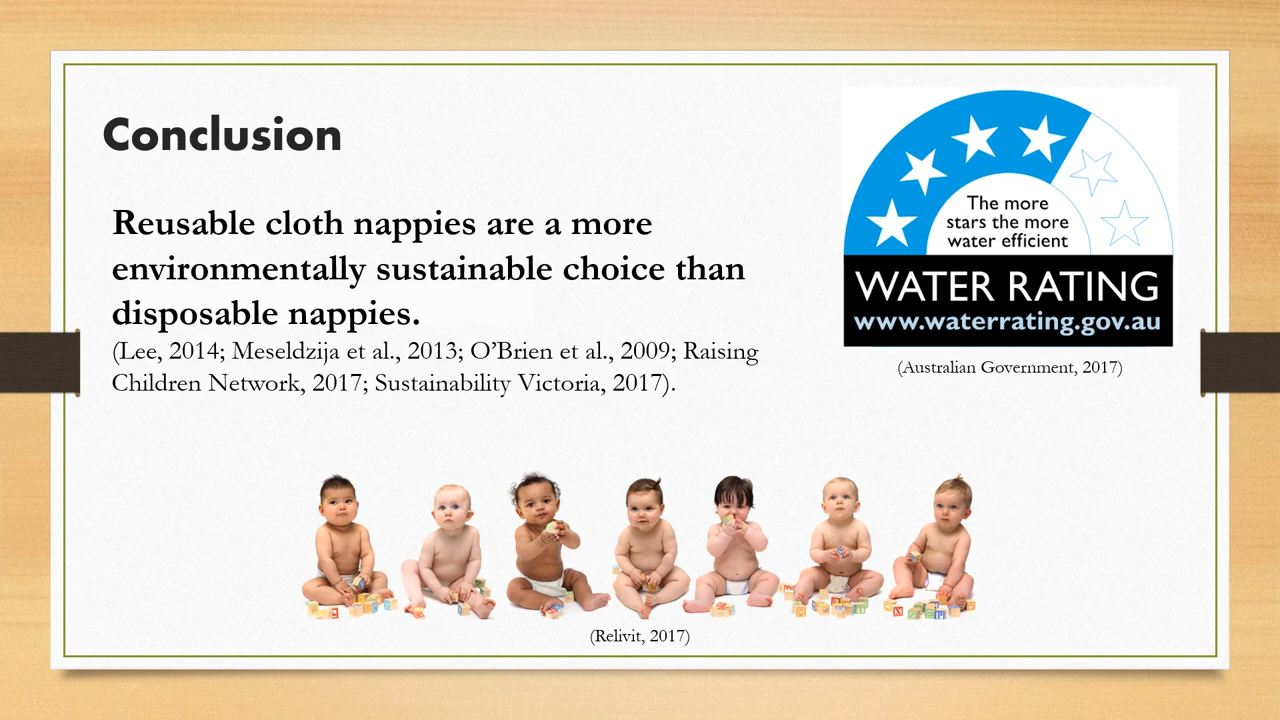 Conclusion
Reusable cloth nappies are a more
environmentally sustainable choice than
disposable nappies.
(Lee, 2014; Meseldzija et al., 2013; O’Brien et al., 2009; Raising
Children Network, 2017; Sustainability Victoria, 2017).
The more
stars the more
water efficient
WATER RATING
www.waterrating.gov.au
(Australian Government, 2017)
(Relivit, 2017)